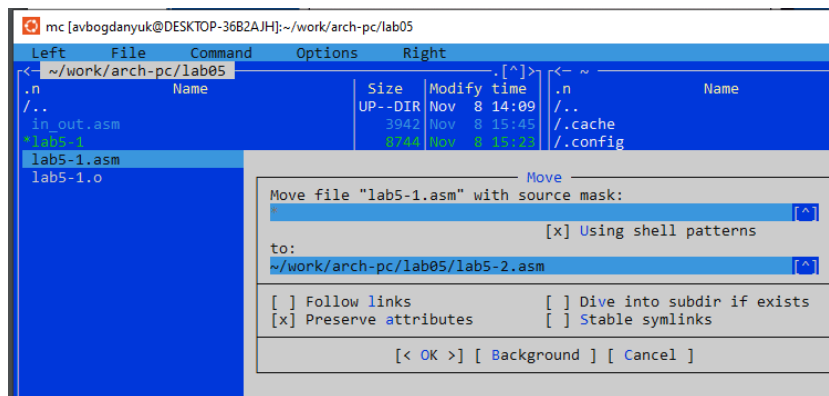 mc [avbogdanyuk@DESKTOP-36B2AJH]:~/work/arch-pc/lab05
Left File Command Options Right
<─ ~/work/arch-pc/lab05 ─.[^]>
.n Name Size Modify time
/.. UP--DIR Nov 8 14:09
in_out.asm 3942 Nov 8 15:45
*lab5-1 8744 Nov 8 15:23
lab5-1.asm
lab5-1.o
<─ ~
.n Name
/..
/.cache
/.config
Move
Move file "lab5-1.asm" with source mask:
* [^]
[x] Using shell patterns
to:
~/work/arch-pc/lab05/lab5-2.asm [^]
[ ] Follow links [ ] Dive into subdir if exists
[x] Preserve attributes [ ] Stable symlinks
[< OK >] [ Background ] [ Cancel ]